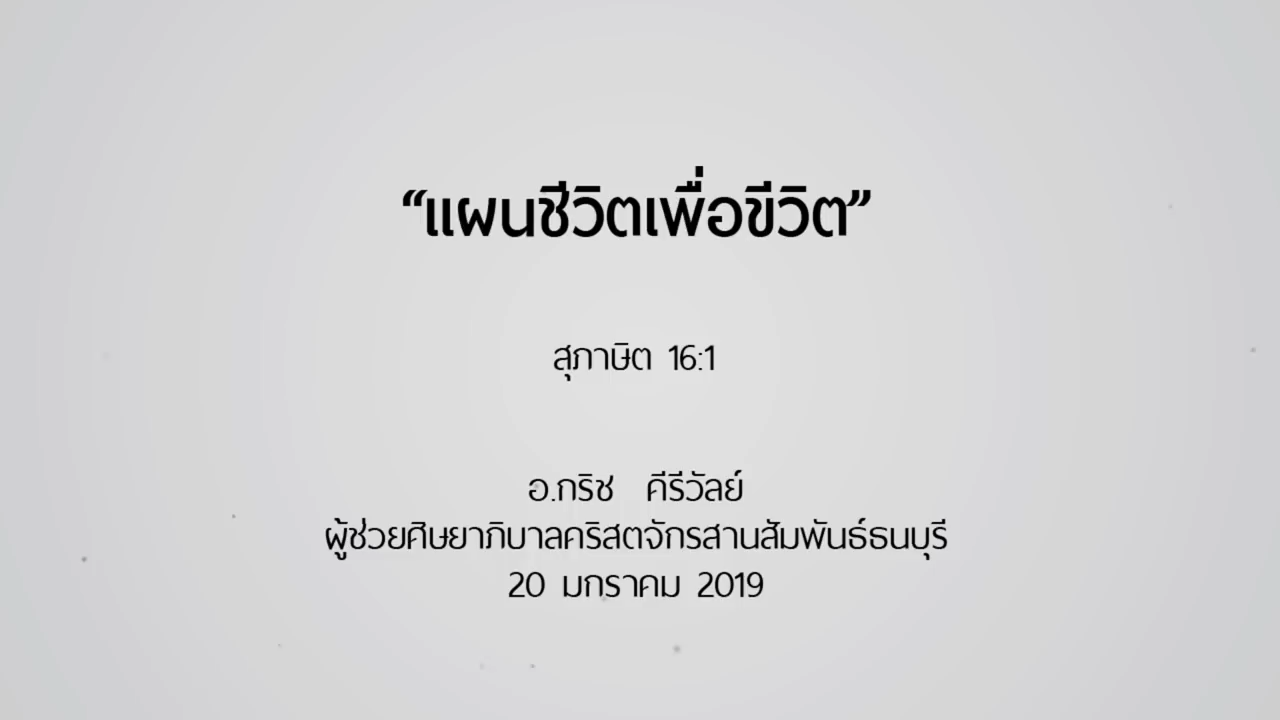 “แผนชีวิตเพื่อขีวิต”
สุภาษิต 16:1
อ.กริช คีรีวัลย์
ผู้ช่วยศิษยาภิบาลคริสตจักรสานสัมพันธ์ธนบุรี
20 มกราคม 2019